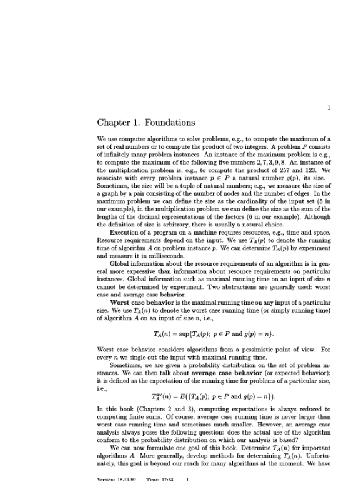 1
Chapter 1. Foundations
We use computer algorithms to solve problems, e.g., to compute the maximum of a
set of real numbers or to compute the product of two integers. A problem P consists
of infinitely many problem instances. An instance of the maximum problem is e.g.,
to compute the maximum of the following five numbers 2, 7, 3, 9, 8. An instance of
the multiplication problem is e.g., to compute the product of 257 and 123. We
associate with every problem instance p ∈ P a natural number g(p), its size.
Sometimes, the size will be a tuple of natural numbers; e.g., we measure the size of
a graph by a pair consisting of the number of nodes and the number of edges. In the
maximum problem we can define the size as the cardinality of the input set (5 in
our example), in the multiplication problem we can define the size as the sum of the
lengths of the decimal representations of the factors (6 in our example). Although
the definition of size is arbitrary, there is usually a natural choice.
Execution of a program on a machine requires resources, e.g., time and space.
Resource requirements depend on the input. We use T_A(p) to denote the running
time of algorithm A on problem instance p. We can determine T_A(p) by experiment
and measure it in milliseconds.
Global information about the resource requirements of an algorithm is in gen-
eral more expressive than information about resource requirements on particular
instances. Global information such as maximal running time on an input of size n
cannot be determined by experiment. Two abstractions are generally used: worst
case and average case behavior.
Worst case behavior is the maximal running time on any input of a particular
size. We use T_A(n) to denote the worst case running time (or simply running time)
of algorithm A on an input of size n, i.e.,
T_A(n) = sup{T_A(p); p ∈ P and g(p) = n}.
Worst case behavior considers algorithms from a pessimistic point of view. For
every n we single out the input with maximal running time.
Sometimes, we are given a probability distribution on the set of problem in-
stances. We can then talk about average case behavior (or expected behavior);
it is defined as the expectation of the running time for problems of a particular size,
i.e.,
(n) = E({T_A(p); p ∈ P and g(p) = n}).
In this book (Chapters 2 and 3), computing expectations is always reduced to
computing finite sums. Of course, average case running time is never larger than
worst case running time and sometimes much smaller. However, an average case
analysis always poses the following question: does the actual use of the algorithm
conform to the probability distribution on which our analysis is based?
We can now formulate one goal of this book. Determine T_A(n) for important
algorithms A. More generally, develop methods for determining T_A(n). Unfortu-
nately, this goal is beyond our reach for many algorithms at the moment. We have
Version: Time: 1